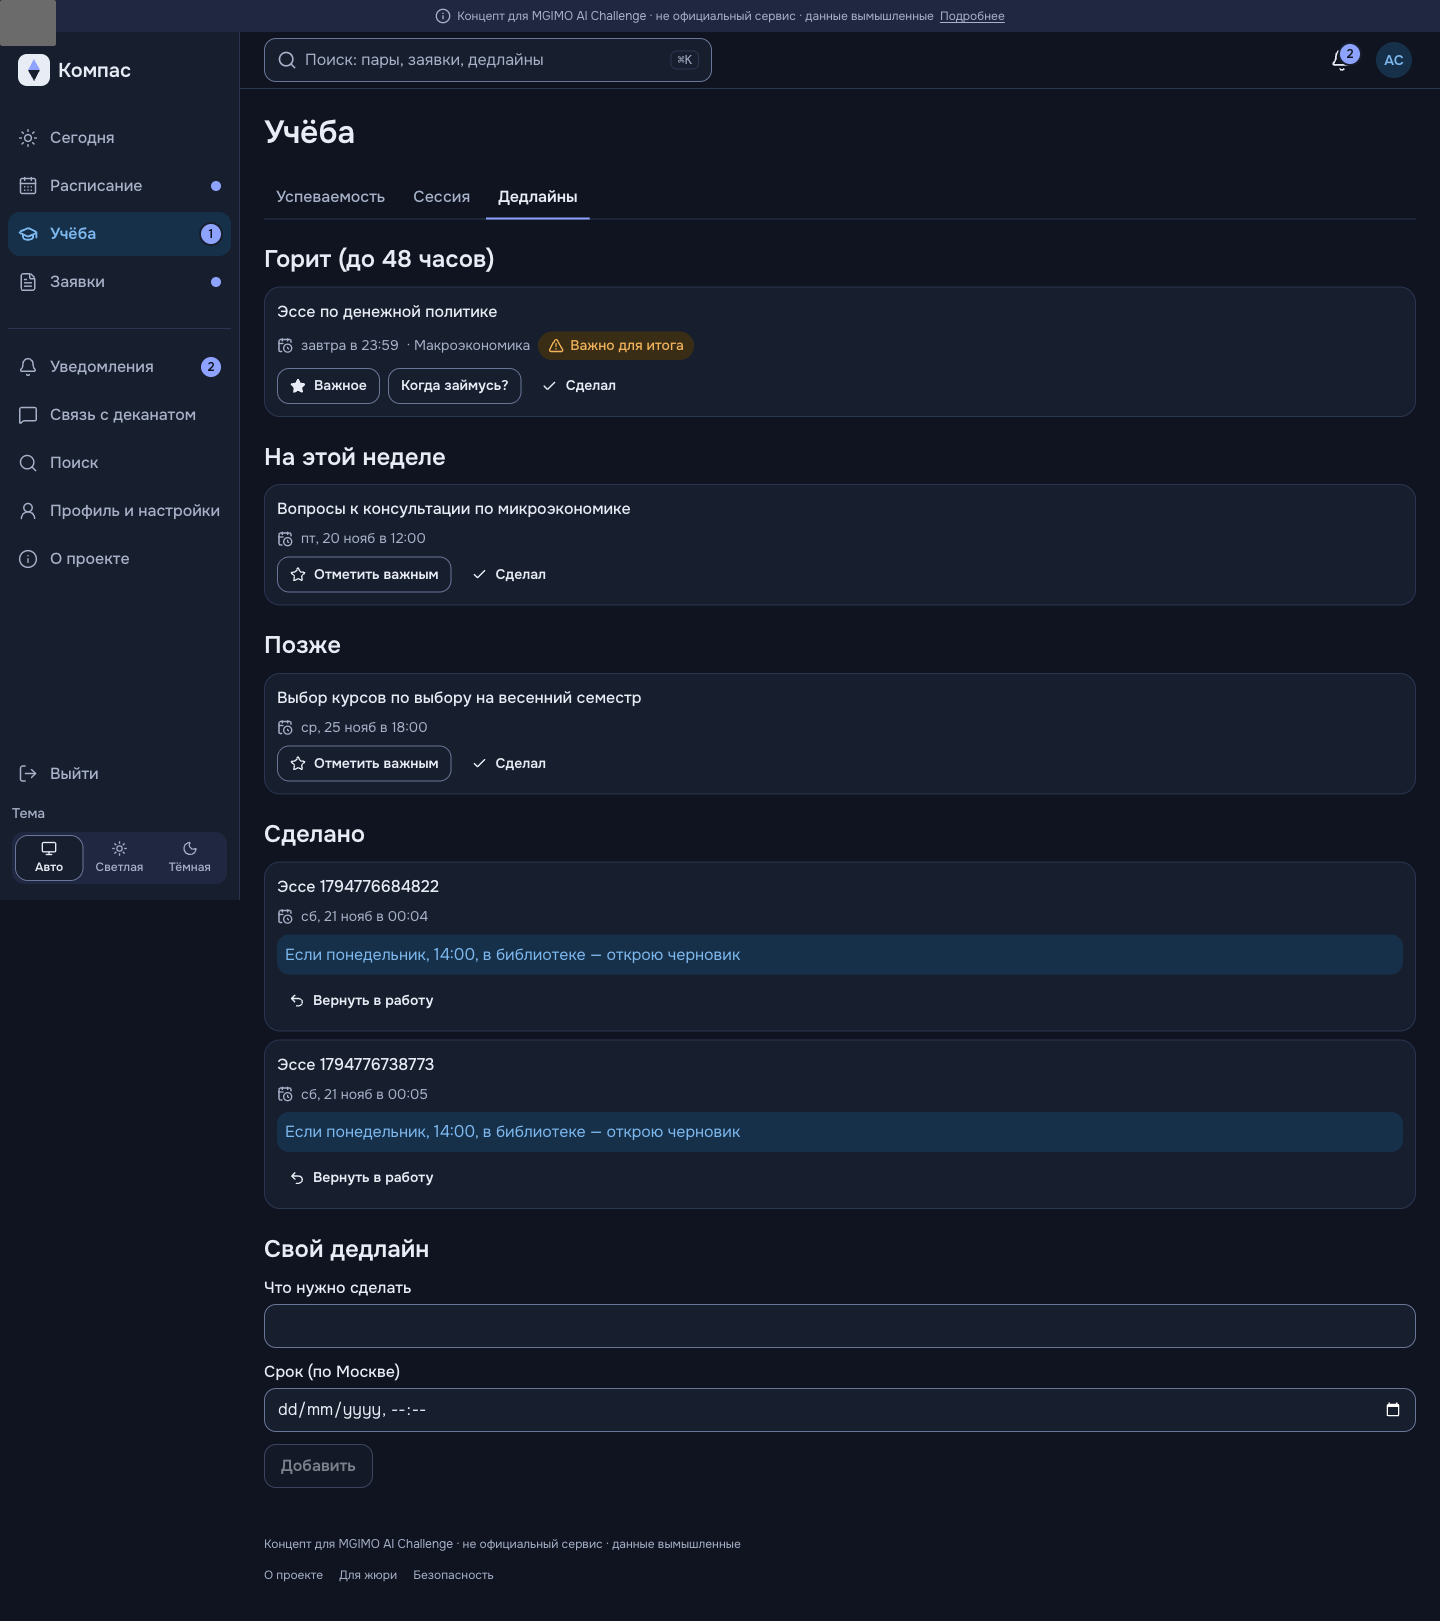 Концепт для MGIMO AI Challenge · не официальный сервис · данные вымышленные Подробнее
Компас
Поиск: пары, заявки, дедлайны
⌘K
2
АС
Сегодня
Расписание
Учёба
1
Заявки
Уведомления
2
Связь с деканатом
Поиск
Профиль и настройки
О проекте
Выйти
Тема
Авто
Светлая
Тёмная
Учёба
Успеваемость
Сессия
Дедлайны
Горит (до 48 часов)
Эссе по денежной политике
завтра в 23:59 · Макроэкономика
Важно для итога
Важное
Когда займусь?
Сделал
На этой неделе
Вопросы к консультации по микроэкономике
пт, 20 нояб в 12:00
Отметить важным
Сделал
Позже
Выбор курсов по выбору на весенний семестр
ср, 25 нояб в 18:00
Отметить важным
Сделал
Сделано
Эссе 1794776684822
сб, 21 нояб в 00:04
Если понедельник, 14:00, в библиотеке — открою черновик
Вернуть в работу
Эссе 1794776738773
сб, 21 нояб в 00:05
Если понедельник, 14:00, в библиотеке — открою черновик
Вернуть в работу
Свой дедлайн
Что нужно сделать
Срок (по Москве)
dd/mm/yyyy, --:--
Добавить
Концепт для MGIMO AI Challenge · не официальный сервис · данные вымышленные
О проекте
Для жюри
Безопасность